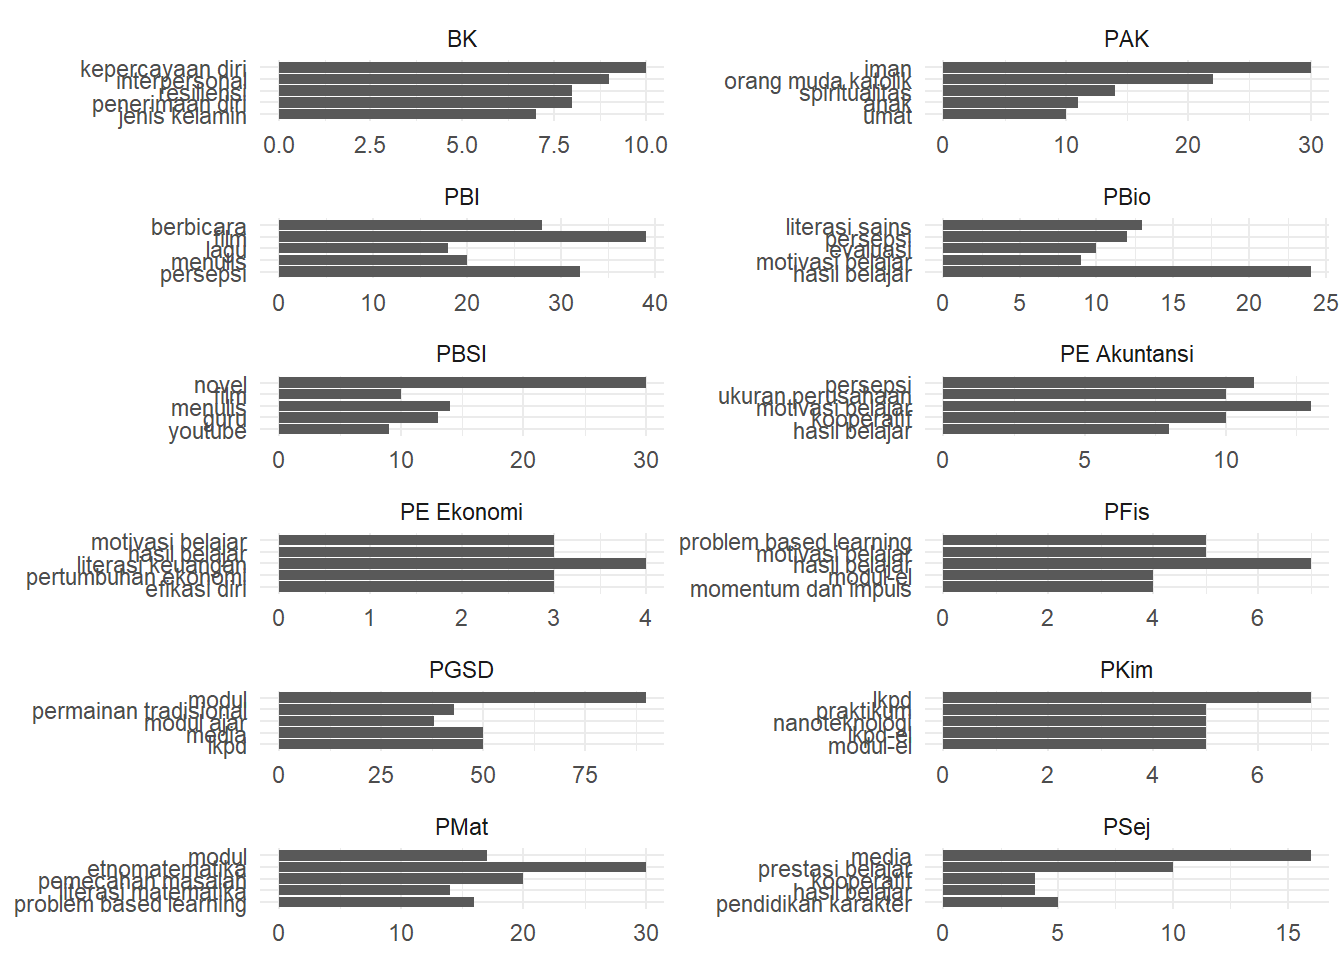 BK
kepercayaan diri
interpersonal
resiliensi
penerimaan diri
jenis kelamin
0.0 2.5 5.0 7.5 10.0
PAK
iman
orang muda katolik
spiritualitas
anak
umat
0 10 20 30
PBI
berbicara
film
lagu
menulis
persepsi
0 10 20 30 40
PBio
literasi sains
persepsi
evaluasi
motivasi belajar
hasil belajar
0 5 10 15 20 25
PBSI
novel
film
menulis
guru
youtube
0 10 20 30
PE Akuntansi
persepsi
ukuran perusahaan
motivasi belajar
kooperatif
hasil belajar
0 5 10
PE Ekonomi
motivasi belajar
hasil belajar
literasi keuangan
pertumbuhan ekonomi
efikasi diri
0 1 2 3 4
PFis
problem based learning
motivasi belajar
hasil belajar
modul-el
momentum dan impuls
0 2 4 6
PGSD
modul
permainan tradisional
modul ajar
media
lkpd
0 25 50 75
PKim
lkpd
praktikum
nanoteknologi
lkpd-el
modul-el
0 2 4 6
PMat
modul
etnomatematika
pemecahan masalah
literasi matematika
problem based learning
0 10 20 30
PSej
media
prestasi belajar
kooperatif
hasil belajar
pendidikan karakter
0 5 10 15